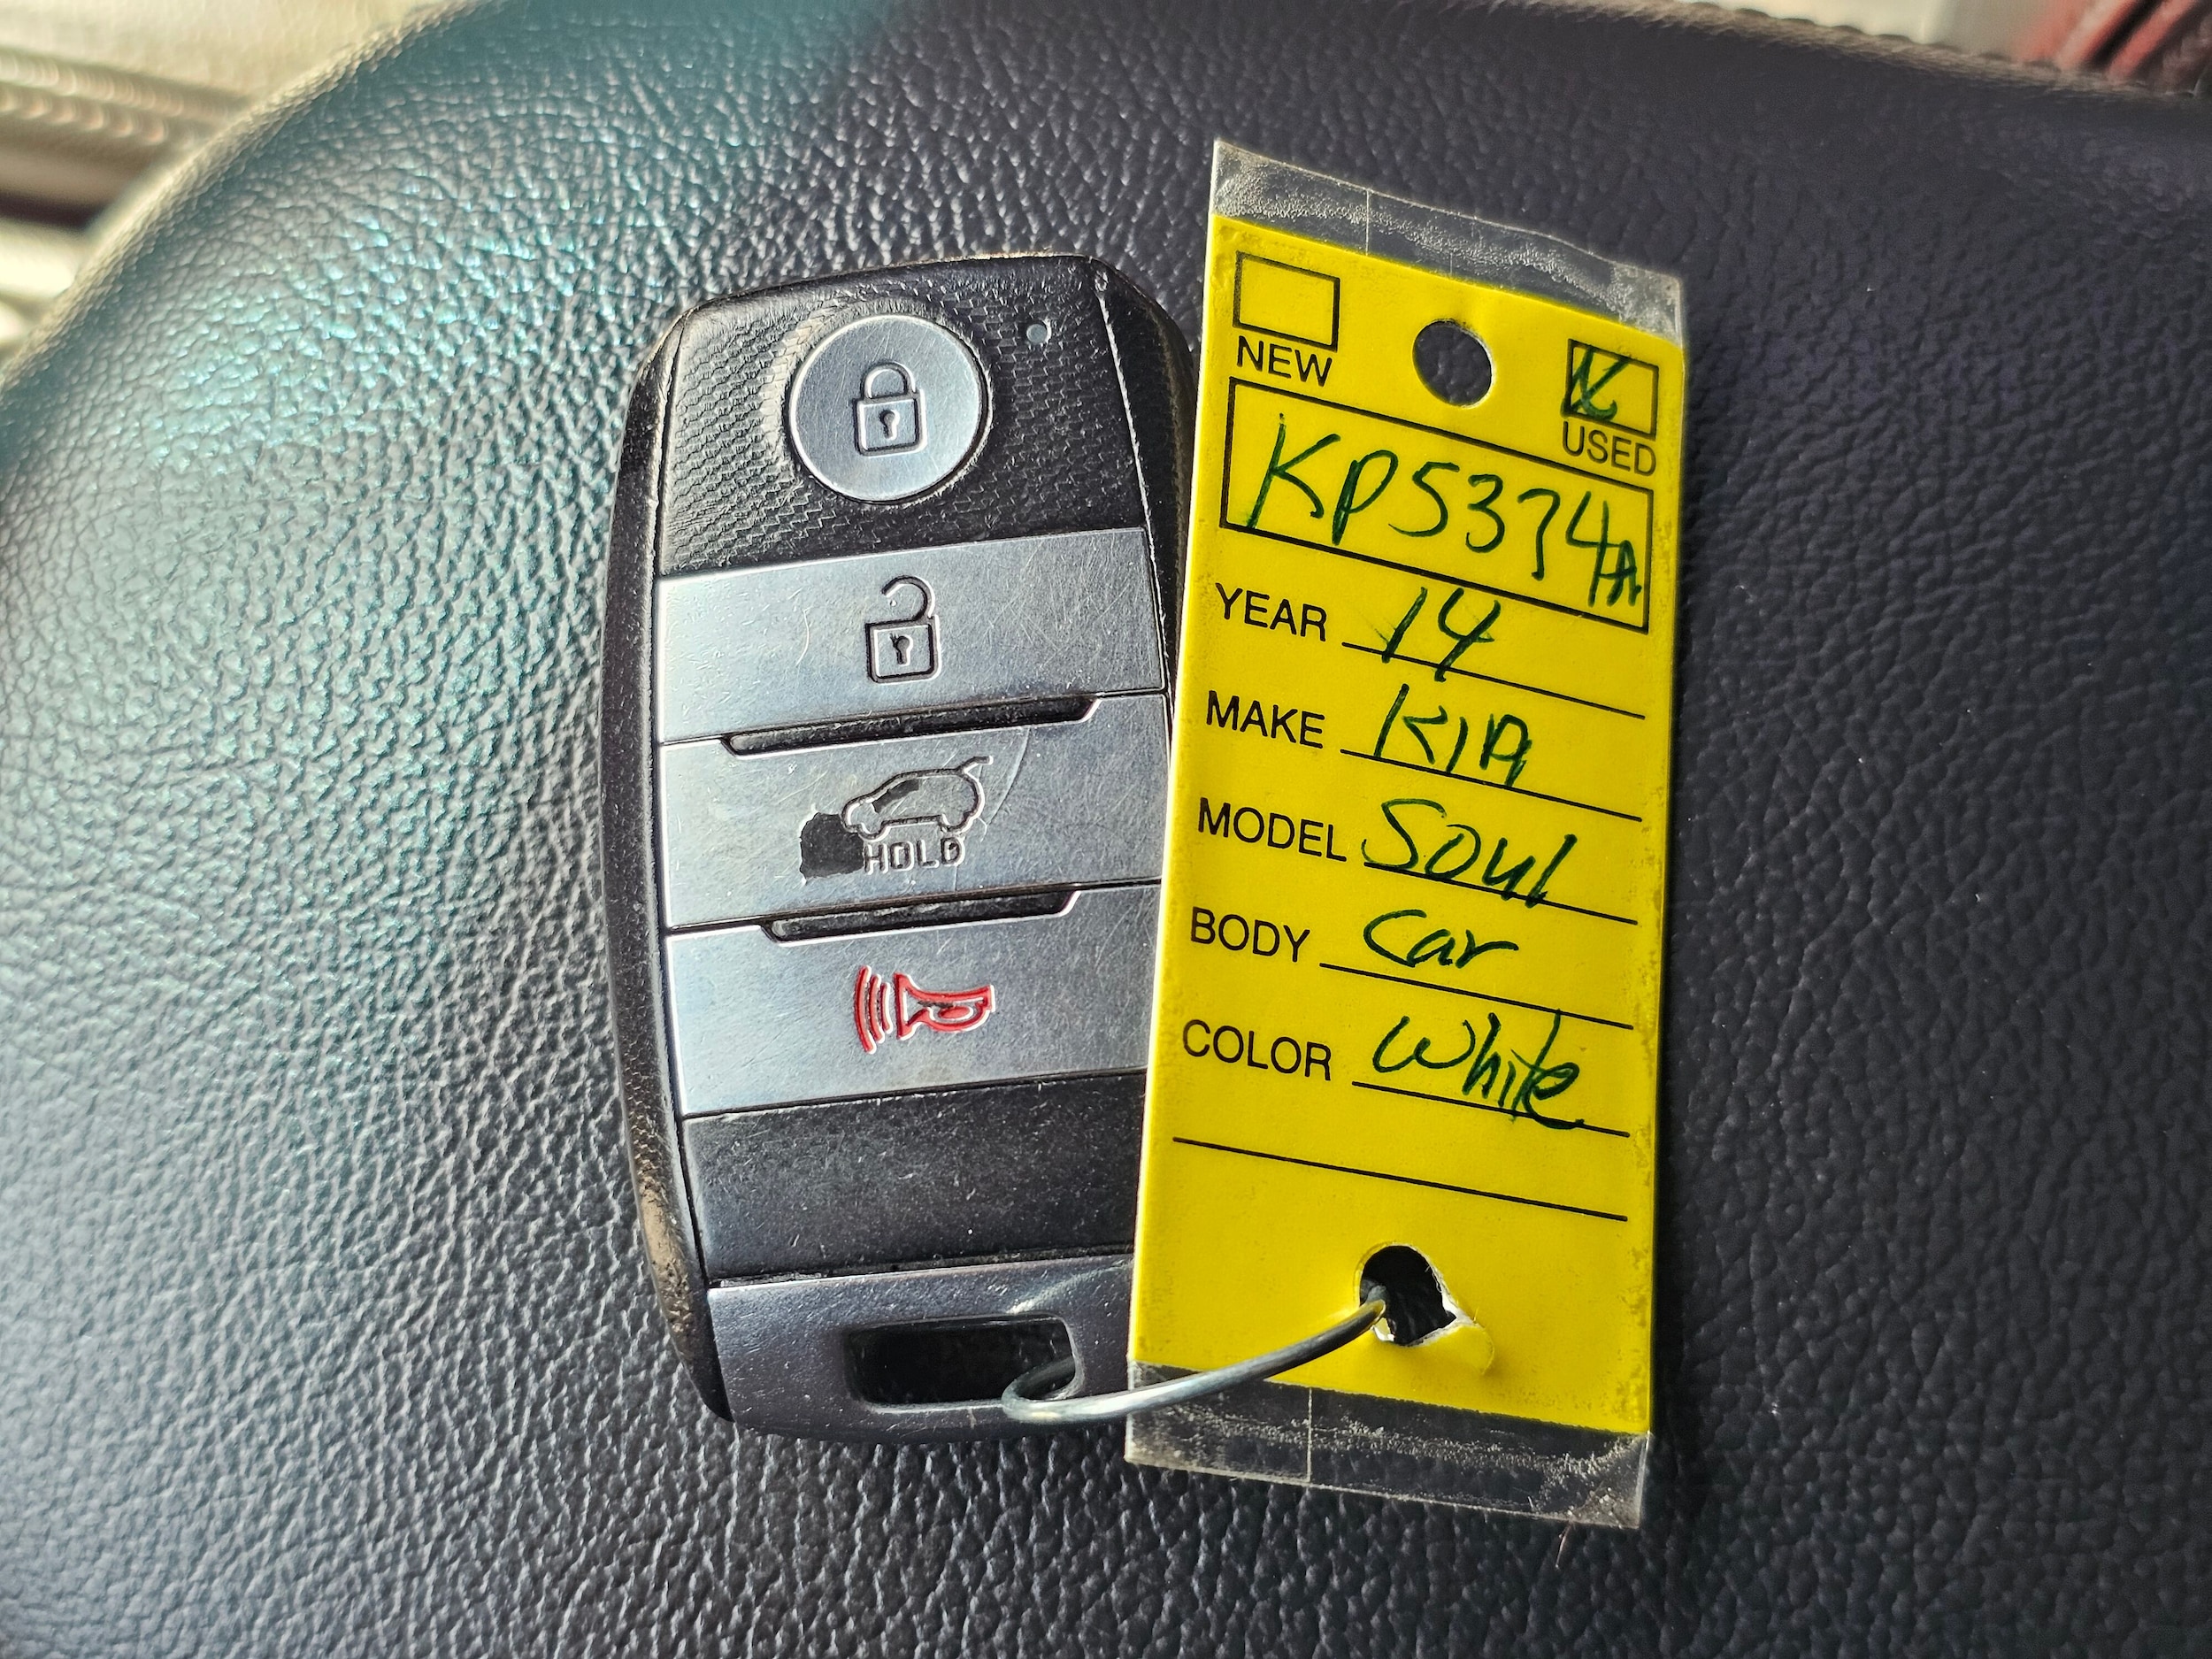 HOLD
NEW
USED
KP5374A
YEAR 14
MAKE KIA
MODEL Soul
BODY Car
COLOR White